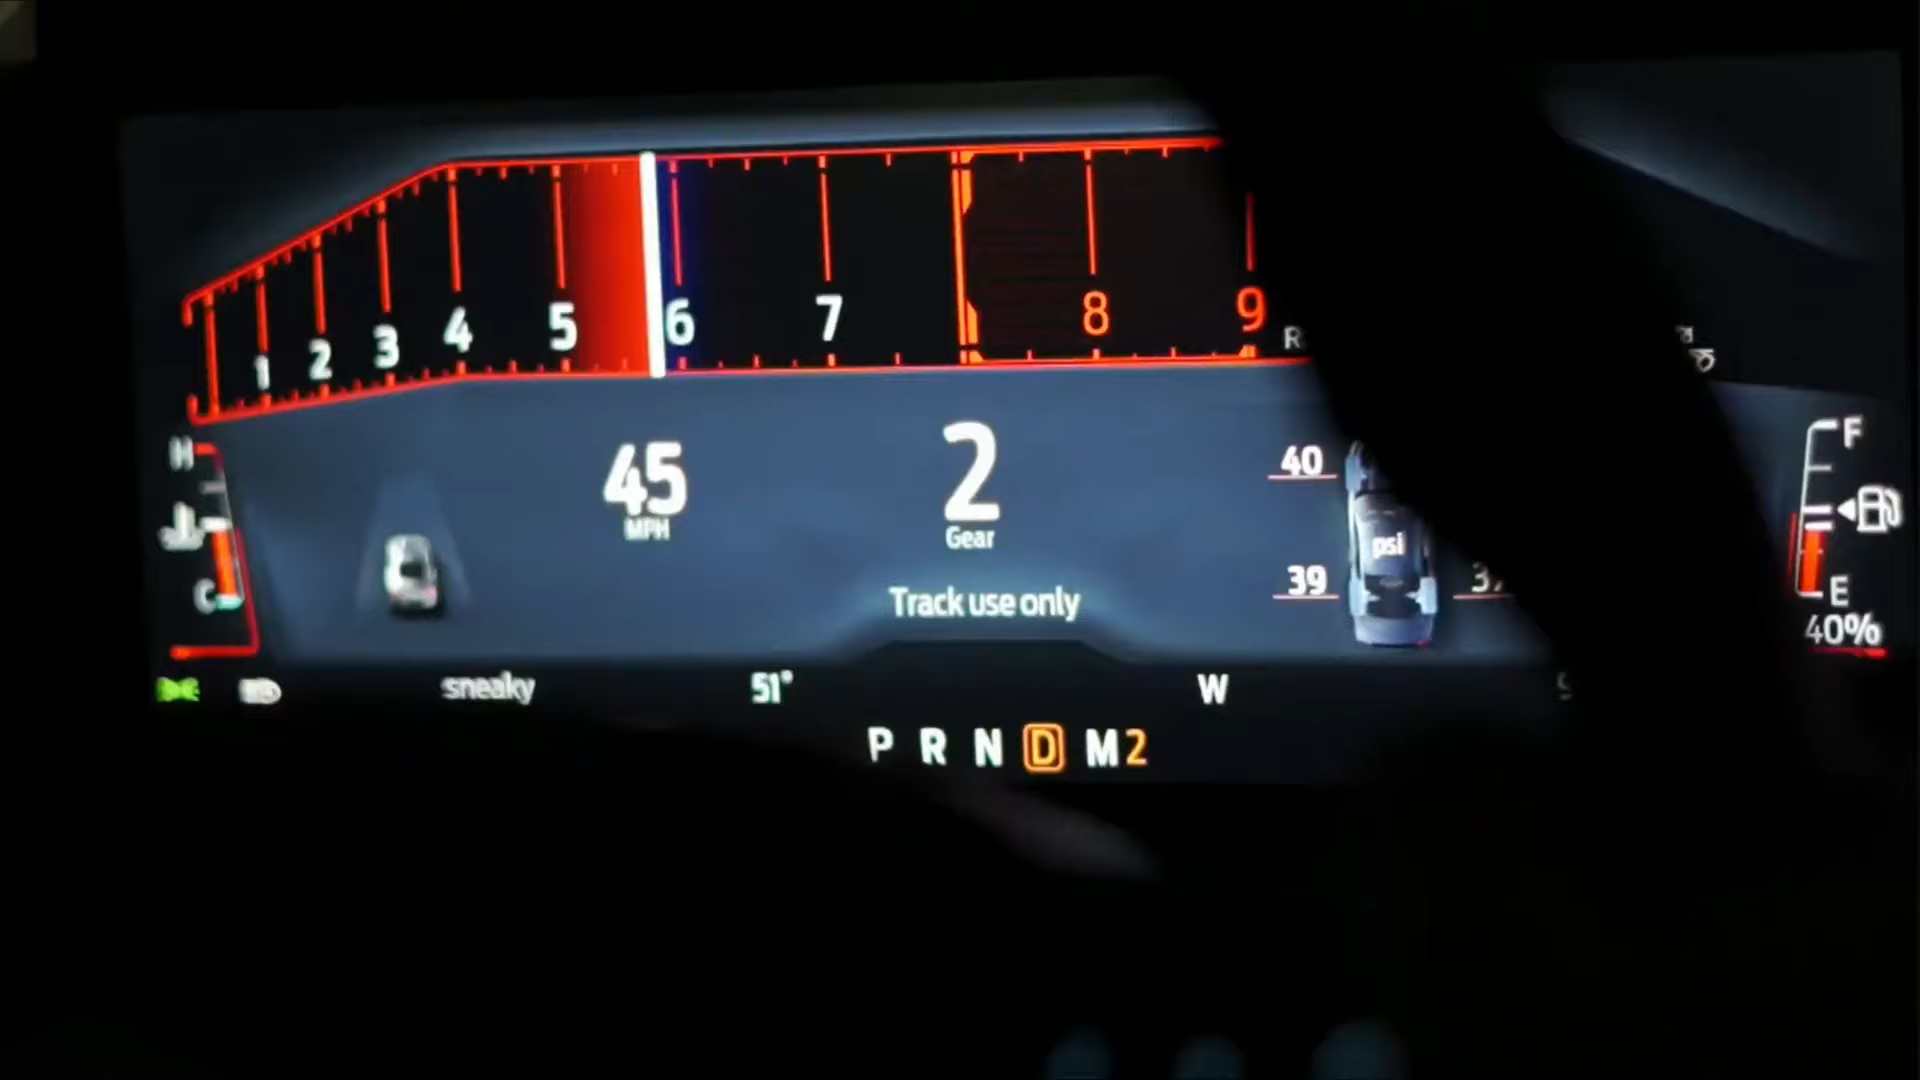 1 2 3 4 5 6 7 8 9
R
H
45
MPH
2
Gear
40
F
psi
39
C
E
Track use only
40%
sneaky 51° W
P R N D M2